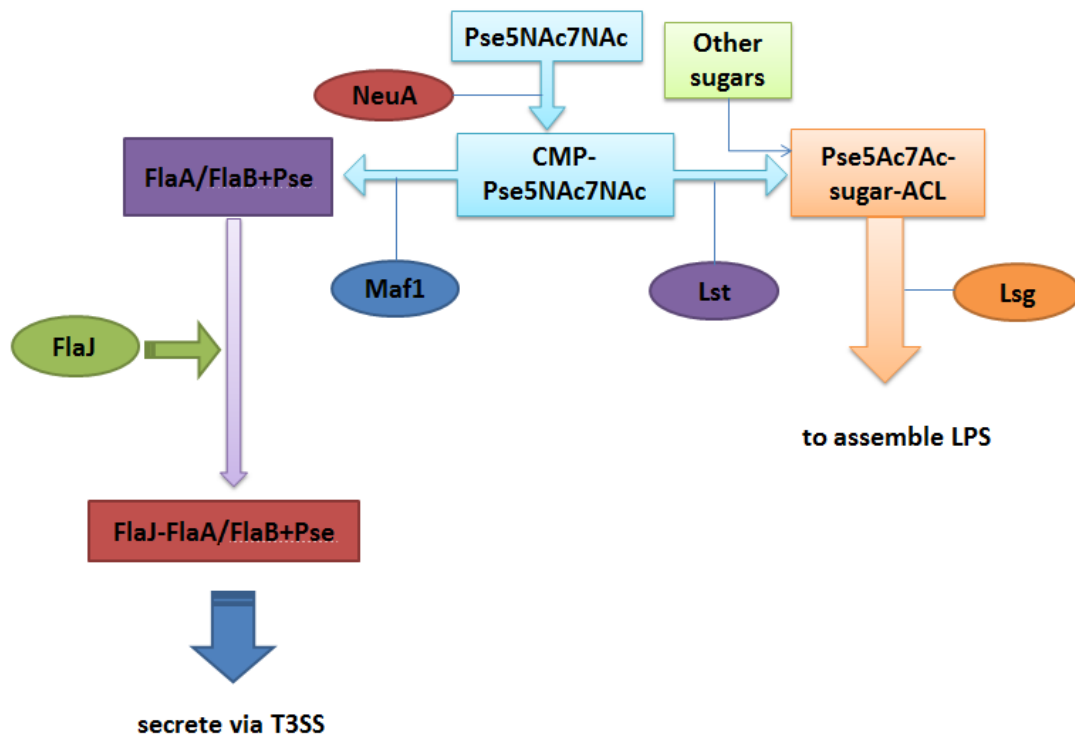 Pse5NAc7NAc
Other
sugars
NeuA
FlaA/FlaB+Pse
CMP-
Pse5NAc7NAc
Pse5Ac7Ac-
sugar-ACL
Maf1
Lst
Lsg
FlaJ
to assemble LPS
FlaJ-FlaA/FlaB+Pse
secrete via T3SS